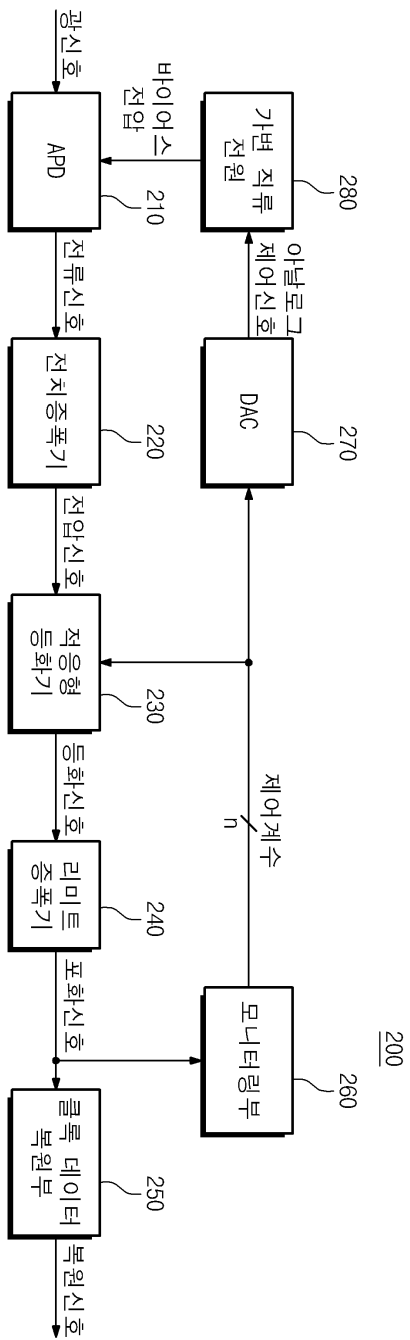 200
가변 직류
전원
280
아날로그
제어신호
DAC
270
제어계수
n
모니터링부
260
바이어스
전압
광신호
APD
210
전류신호
전치증폭기
220
전압신호
적응형
등화기
230
등화신호
리미트
증폭기
240
포화신호
클록 데이터
복원부
250
복원신호